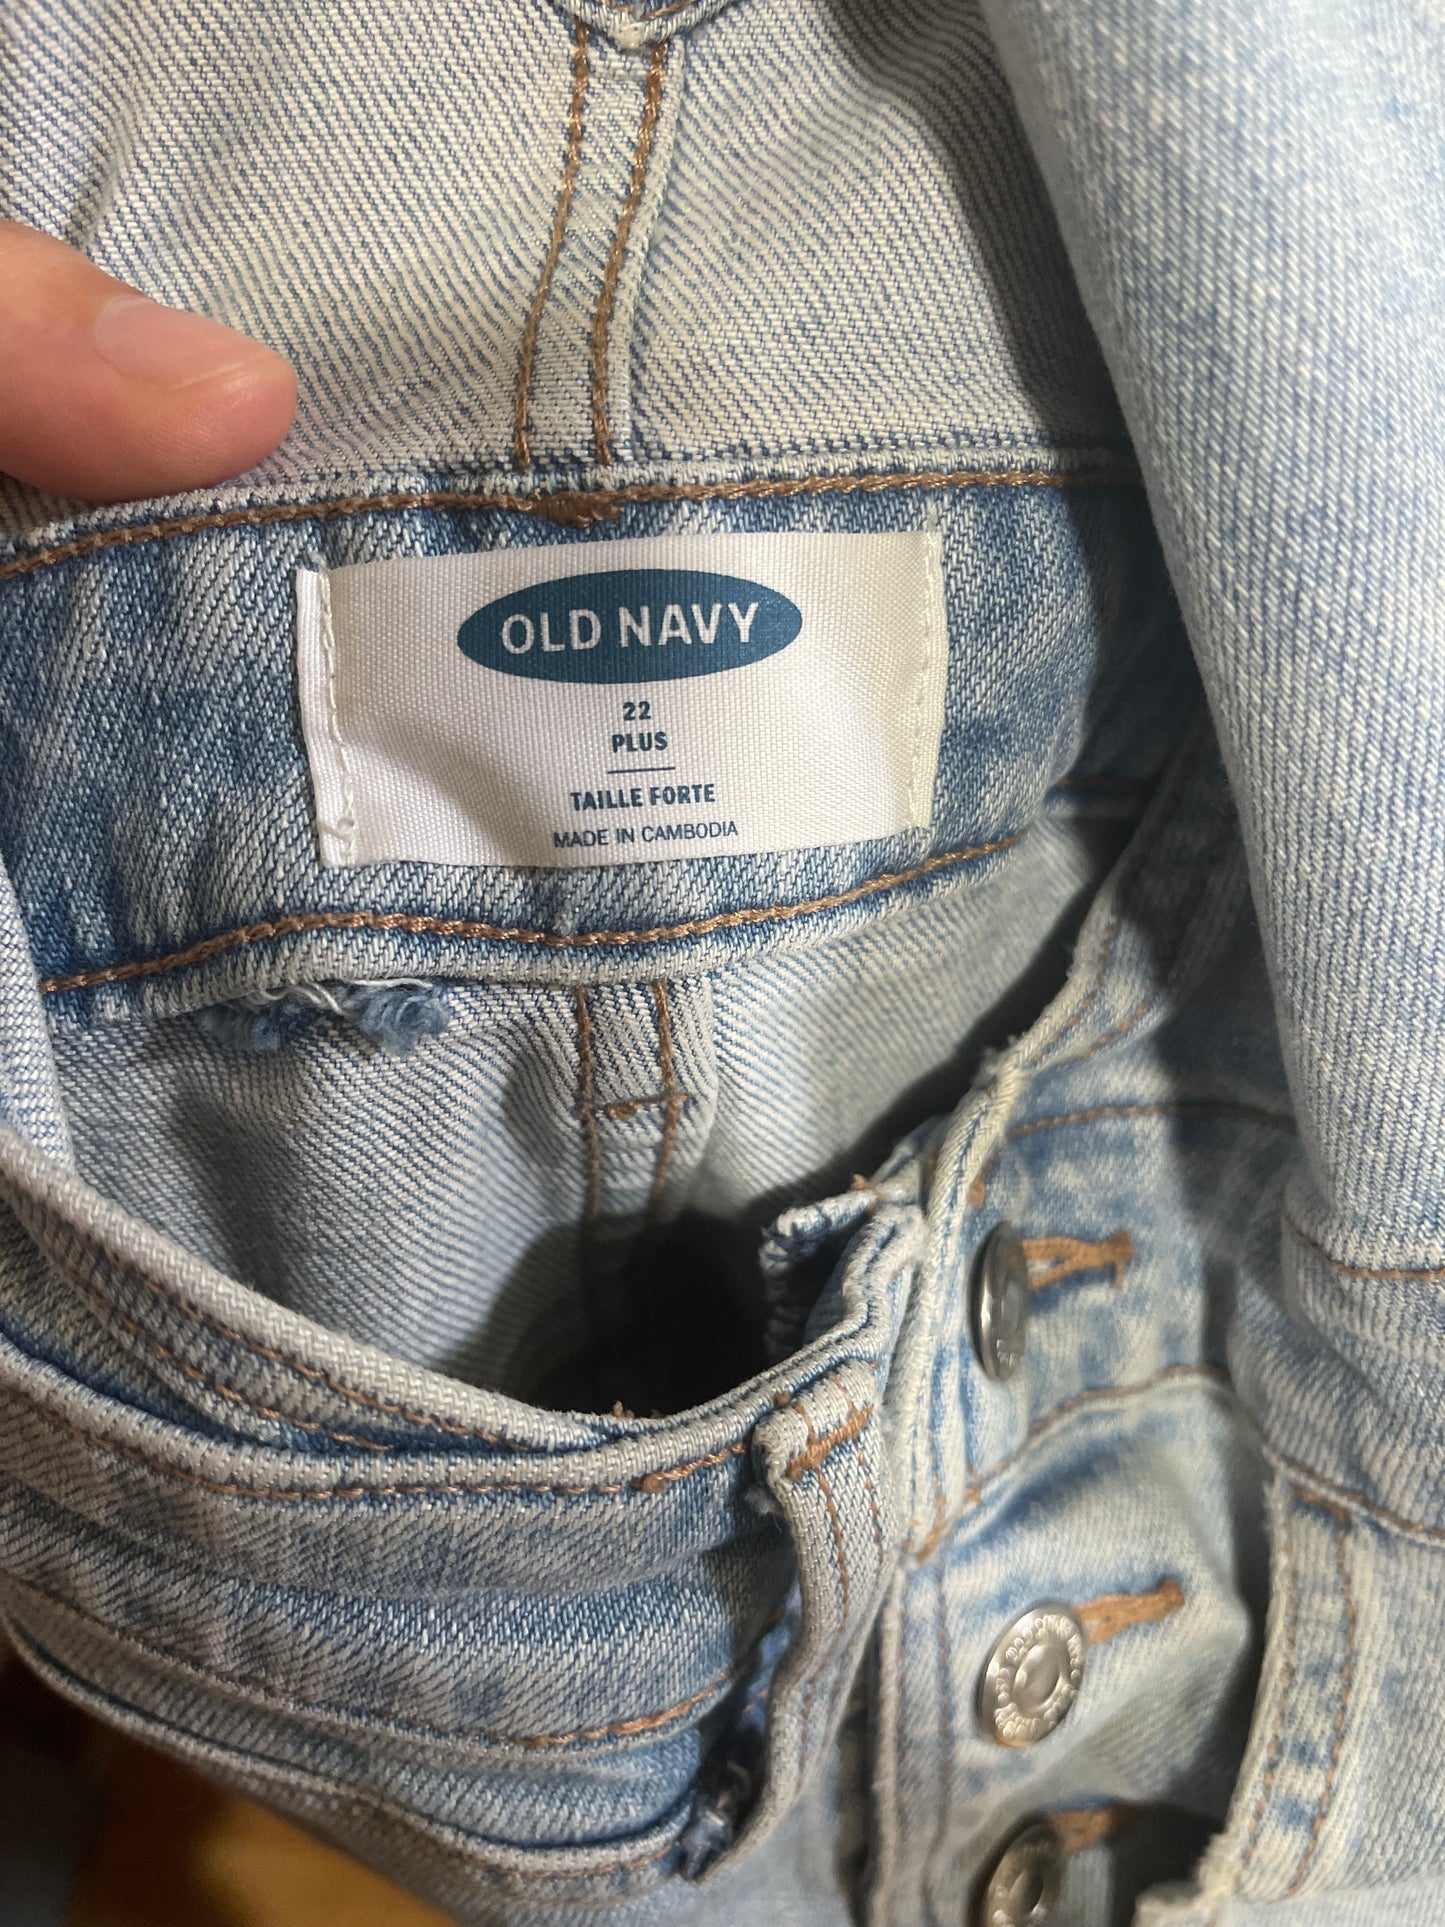 OLD NAVY
22
PLUS
TAILLE FORTE
MADE IN CAMBODIA